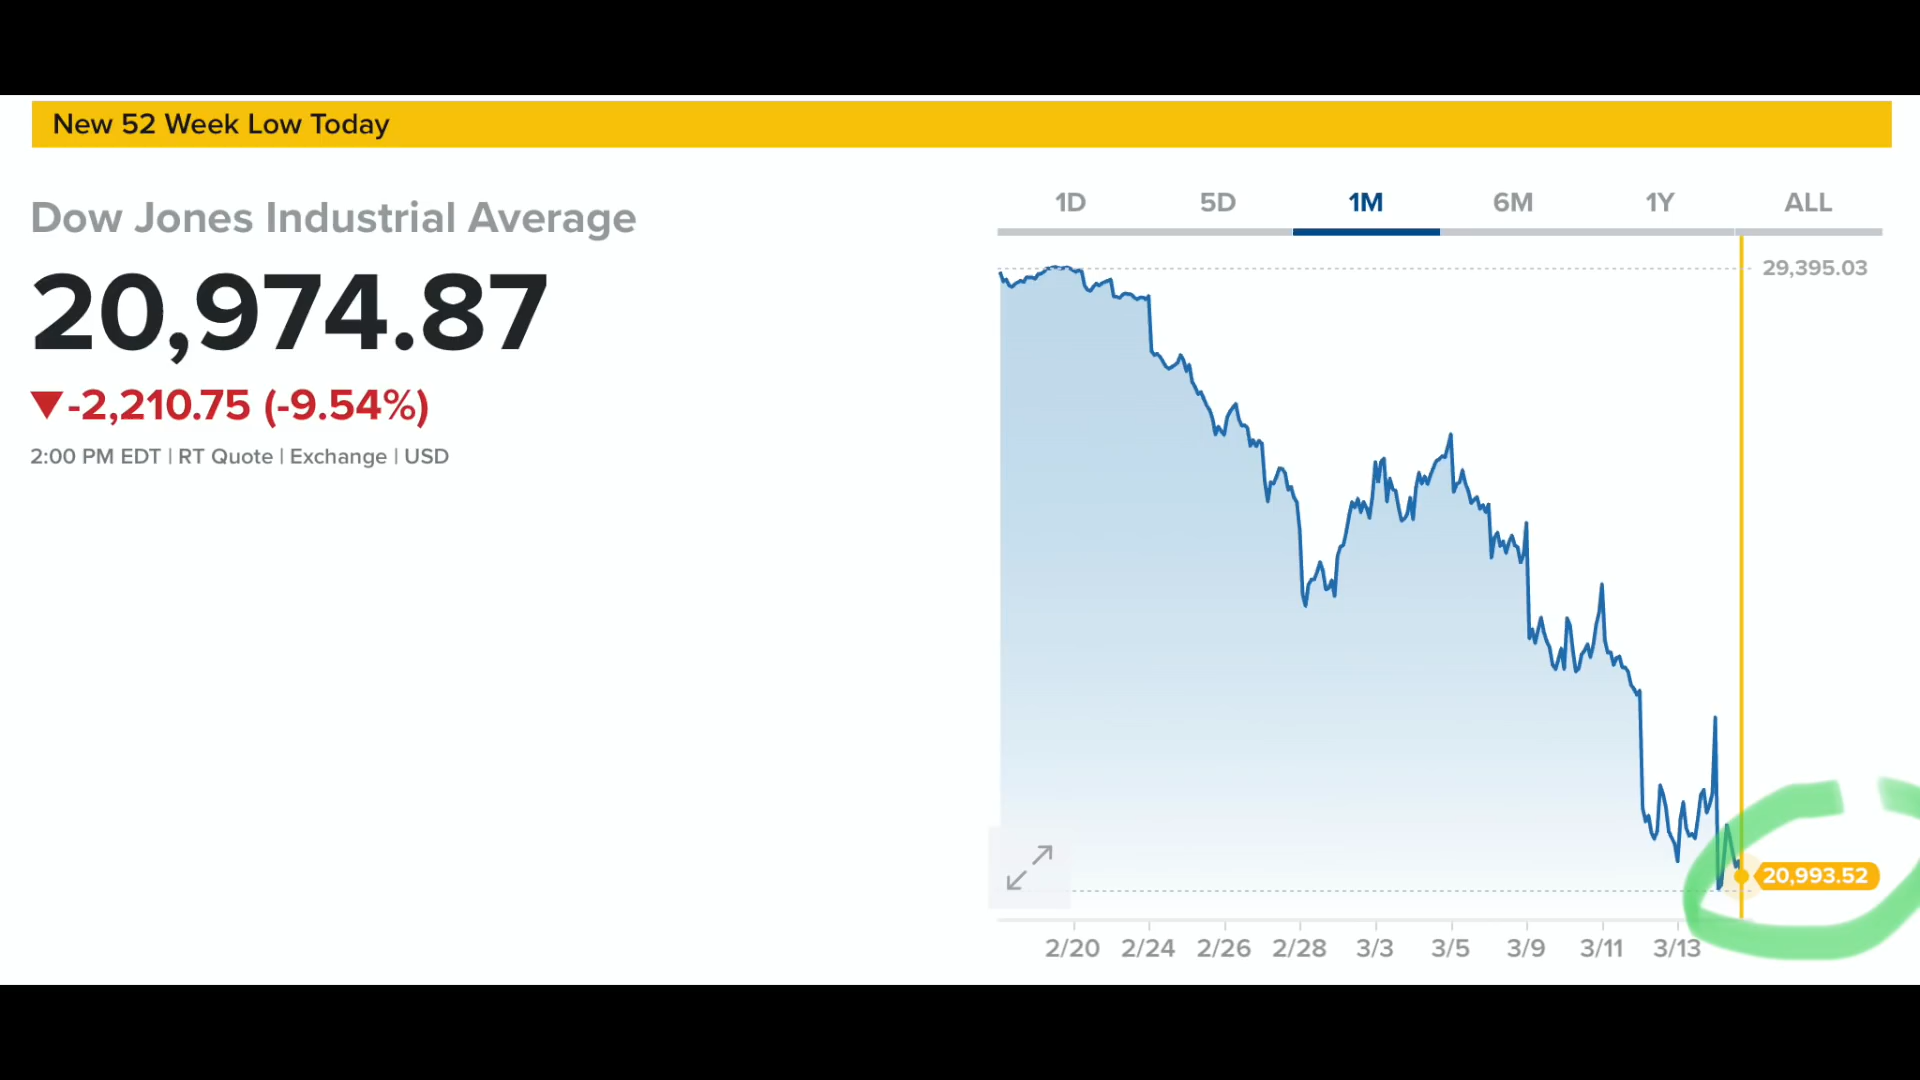 New 52 Week Low Today
Dow Jones Industrial Average
20,974.87
▼-2,210.75 (-9.54%)
2:00 PM EDT | RT Quote | Exchange | USD
1D 5D 1M 6M 1Y ALL
29,395.03
20,993.52
2/20 2/24 2/26 2/28 3/3 3/5 3/9 3/11 3/13